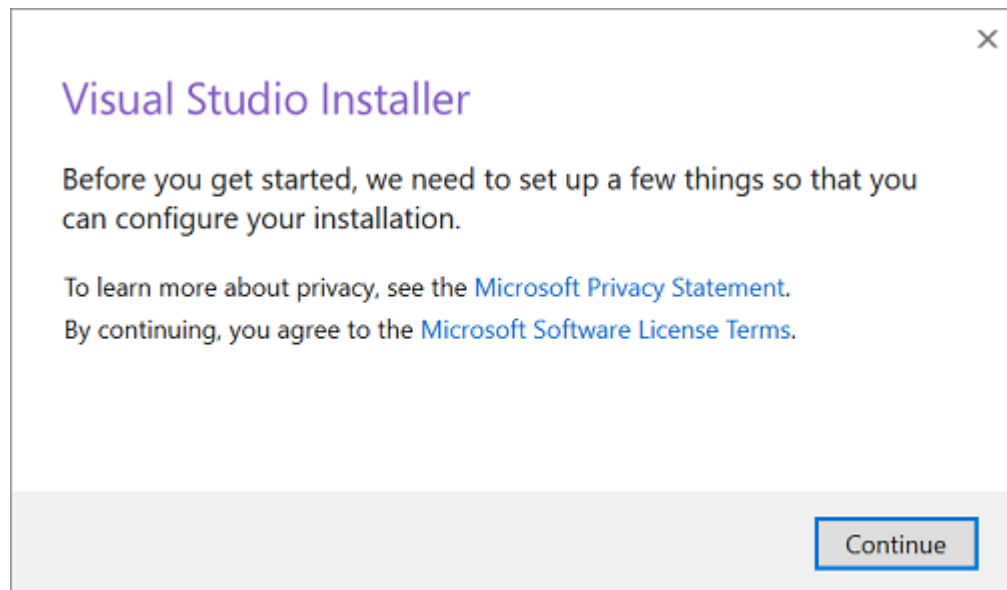 Visual Studio Installer
Before you get started, we need to set up a few things so that you
can configure your installation.
To learn more about privacy, see the Microsoft Privacy Statement.
By continuing, you agree to the Microsoft Software License Terms.
Continue